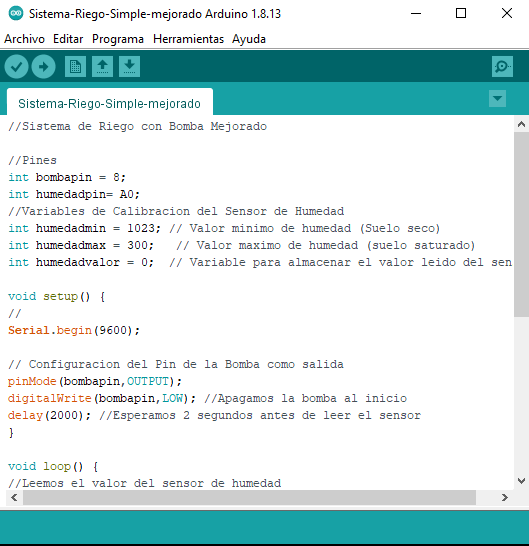 Sistema-Riego-Simple-mejorado Arduino 1.8.13
Archivo Editar Programa Herramientas Ayuda
Sistema-Riego-Simple-mejorado
//Sistema de Riego con Bomba Mejorado
//Pines
int bombapin = 8;
int humedadpin= A0;
//Variables de Calibracion del Sensor de Humedad
int humedadmin = 1023; // Valor minimo de humedad (Suelo seco)
int humedadmax = 300;   // Valor maximo de humedad (suelo saturado)
int humedadvalor = 0;  // Variable para almacenar el valor leido del sen
void setup() {
//
Serial.begin(9600);
// Configuracion del Pin de la Bomba como salida
pinMode(bombapin,OUTPUT);
digitalWrite(bombapin,LOW); //Apagamos la bomba al inicio
delay(2000); //Esperamos 2 segundos antes de leer el sensor
}
void loop() {
//Leemos el valor del sensor de humedad